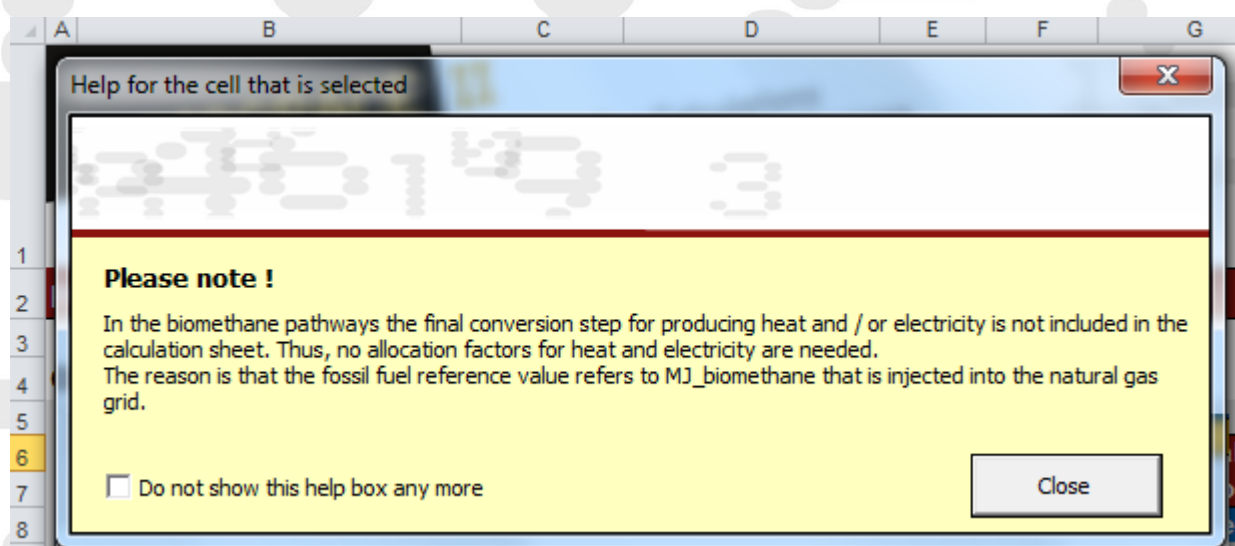 A B C D E F G
Help for the cell that is selected
1
Please note !
2
In the biomethane pathways the final conversion step for producing heat and / or electricity is not included in the
3
calculation sheet. Thus, no allocation factors for heat and electricity are needed.
The reason is that the fossil fuel reference value refers to MJ_biomethane that is injected into the natural gas
4
grid.
5
6
Do not show this help box any more
Close
7
8